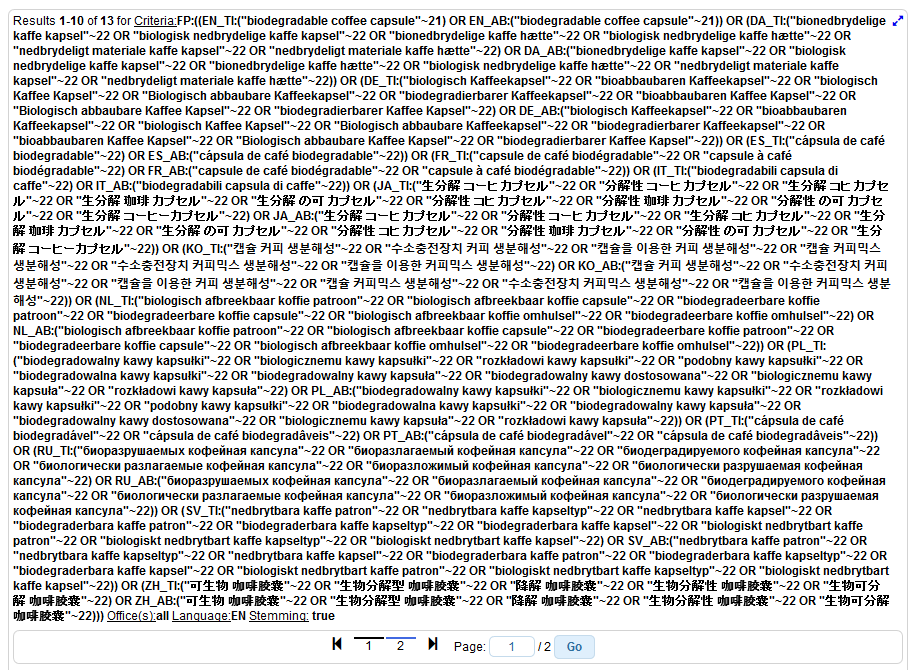 Results 1-10 of 13 for Criteria:FP:((EN_TI:("biodegradable coffee capsule"~21) OR EN_AB:("biodegradable coffee capsule"~21)) OR (DA_TI:("bionedbrydelige
kaffe kapsel"~22 OR "biologisk nedbrydelige kaffe kapsel"~22 OR "bionedbrydelige kaffe hætte"~22 OR "biologisk nedbrydelige kaffe hætte"~22 OR
"nedbrydeligt materiale kaffe kapsel"~22 OR "nedbrydeligt materiale kaffe hætte"~22) OR DA_AB:("bionedbrydelige kaffe kapsel"~22 OR "biologisk
nedbrydelige kaffe kapsel"~22 OR "bionedbrydelige kaffe hætte"~22 OR "biologisk nedbrydelige kaffe hætte"~22 OR "nedbrydeligt materiale kaffe
kapsel"~22 OR "nedbrydeligt materiale kaffe hætte"~22)) OR (DE_TI:("biologisch Kaffeekapsel"~22 OR "bioabbaubaren Kaffeekapsel"~22 OR "biologisch
Kaffee Kapsel"~22 OR "Biologisch abbaubare Kaffeekapsel"~22 OR "biodegradierbarer Kaffeekapsel"~22 OR "bioabbaubaren Kaffee Kapsel"~22 OR
"Biologisch abbaubare Kaffee Kapsel"~22 OR "biodegradierbarer Kaffee Kapsel"~22) OR DE_AB:("biologisch Kaffeekapsel"~22 OR "bioabbaubaren
Kaffeekapsel"~22 OR "biologisch Kaffee Kapsel"~22 OR "Biologisch abbaubare Kaffeekapsel"~22 OR "biodegradierbarer Kaffeekapsel"~22 OR
"bioabbaubaren Kaffee Kapsel"~22 OR "Biologisch abbaubare Kaffee Kapsel"~22 OR "biodegradierbarer Kaffee Kapsel"~22)) OR (ES_TI:("cápsula de café
biodegradable"~22) OR ES_AB:("cápsula de café biodegradable"~22)) OR (FR_TI:("capsule de café biodégradable"~22 OR "capsule à café
biodégradable"~22) OR FR_AB:("capsule de café biodégradable"~22 OR "capsule à café biodégradable"~22)) OR (IT_TI:("biodegradabili capsula di
caffe"~22) OR IT_AB:("biodegradabili capsula di caffe"~22)) OR (JA_TI:("生分解 コーヒ カプセル"~22 OR "分解性 コーヒ カプセル"~22 OR "生分解 コヒ カプセ
ル"~22 OR "生分解 珈琲 カプセル"~22 OR "生分解 の可 カプセル"~22 OR "分解性 コヒ カプセル"~22 OR "分解性 珈琲 カプセル"~22 OR "分解性 の可 カプセ
ル"~22 OR "生分解 コーヒーカプセル"~22) OR JA_AB:("生分解 コーヒ カプセル"~22 OR "分解性 コーヒ カプセル"~22 OR "生分解 コヒ カプセル"~22 OR "生分
解 珈琲 カプセル"~22 OR "生分解 の可 カプセル"~22 OR "分解性 コヒ カプセル"~22 OR "分解性 珈琲 カプセル"~22 OR "分解性 の可 カプセル"~22 OR "生分
解 コーヒーカプセル"~22)) OR (KO_TI:("캡슐 커피 생분해성"~22 OR "수소충전장치 커피 생분해성"~22 OR "캡슐을 이용한 커피 생분해성"~22 OR "캡슐 커피믹스
생분해성"~22 OR "수소충전장치 커피믹스 생분해성"~22 OR "캡슐을 이용한 커피믹스 생분해성"~22) OR KO_AB:("캡슐 커피 생분해성"~22 OR "수소충전장치 커피
생분해성"~22 OR "캡슐을 이용한 커피 생분해성"~22 OR "캡슐 커피믹스 생분해성"~22 OR "수소충전장치 커피믹스 생분해성"~22 OR "캡슐을 이용한 커피믹스 생분
해성"~22)) OR (NL_TI:("biologisch afbreekbaar koffie patroon"~22 OR "biologisch afbreekbaar koffie capsule"~22 OR "biodegradeerbare koffie
patroon"~22 OR "biodegradeerbare koffie capsule"~22 OR "biologisch afbreekbaar koffie omhulsel"~22 OR "biodegradeerbare koffie omhulsel"~22) OR
NL_AB:("biologisch afbreekbaar koffie patroon"~22 OR "biologisch afbreekbaar koffie capsule"~22 OR "biodegradeerbare koffie patroon"~22 OR
"biodegradeerbare koffie capsule"~22 OR "biologisch afbreekbaar koffie omhulsel"~22 OR "biodegradeerbare koffie omhulsel"~22)) OR (PL_TI:
("biodegradowalny kawy kapsułki"~22 OR "biologicznemu kawy kapsułki"~22 OR "rozkładowi kawy kapsułki"~22 OR "podobny kawy kapsułki"~22 OR
"biodegradowalna kawy kapsułki"~22 OR "biodegradowalny kawy kapsuła"~22 OR "biodegradowalny kawy dostosowana"~22 OR "biologicznemu kawy
kapsuła"~22 OR "rozkładowi kawy kapsuła"~22) OR PL_AB:("biodegradowalny kawy kapsułki"~22 OR "biologicznemu kawy kapsułki"~22 OR "rozkładowi
kawy kapsułki"~22 OR "podobny kawy kapsułki"~22 OR "biodegradowalna kawy kapsułki"~22 OR "biodegradowalny kawy kapsuła"~22 OR
"biodegradowalny kawy dostosowana"~22 OR "biologicznemu kawy kapsuła"~22 OR "rozkładowi kawy kapsuła"~22)) OR (PT_TI:("cápsula de café
biodegradável"~22 OR "cápsula de café biodegradâveis"~22) OR PT_AB:("cápsula de café biodegradável"~22 OR "cápsula de café biodegradâveis"~22))
OR (RU_TI:("биоразрушаемых кофейная капсула"~22 OR "биоразлагаемый кофейная капсула"~22 OR "биодеградируемого кофейная капсула"~22
OR "биологически разлагаемые кофейная капсула"~22 OR "биоразложимый кофейная капсула"~22 OR "биологически разрушаемая кофейная
капсула"~22) OR RU_AB:("биоразрушаемых кофейная капсула"~22 OR "биоразлагаемый кофейная капсула"~22 OR "биодеградируемого кофейная
капсула"~22 OR "биологически разлагаемые кофейная капсула"~22 OR "биоразложимый кофейная капсула"~22 OR "биологически разрушаемая
кофейная капсула"~22)) OR (SV_TI:("nedbrytbara kaffe patron"~22 OR "nedbrytbara kaffe kapseltyp"~22 OR "nedbrytbara kaffe kapsel"~22 OR
"biodegraderbara kaffe patron"~22 OR "biodegraderbara kaffe kapseltyp"~22 OR "biodegraderbara kaffe kapsel"~22 OR "biologiskt nedbrytbart kaffe
patron"~22 OR "biologiskt nedbrytbart kaffe kapseltyp"~22 OR "biologiskt nedbrytbart kaffe kapsel"~22) OR SV_AB:("nedbrytbara kaffe patron"~22 OR
"nedbrytbara kaffe kapseltyp"~22 OR "nedbrytbara kaffe kapsel"~22 OR "biodegraderbara kaffe patron"~22 OR "biodegraderbara kaffe kapseltyp"~22 OR
"biodegraderbara kaffe kapsel"~22 OR "biologiskt nedbrytbart kaffe patron"~22 OR "biologiskt nedbrytbart kaffe kapseltyp"~22 OR "biologiskt nedbrytbart
kaffe kapsel"~22)) OR (ZH_TI:("可生物 咖啡胶囊"~22 OR "生物分解型 咖啡胶囊"~22 OR "降解 咖啡胶囊"~22 OR "生物分解性 咖啡胶囊"~22 OR "生物可分
解 咖啡胶囊"~22) OR ZH_AB:("可生物 咖啡胶囊"~22 OR "生物分解型 咖啡胶囊"~22 OR "降解 咖啡胶囊"~22 OR "生物分解性 咖啡胶囊"~22 OR "生物可分解
咖啡胶囊"~22))) Office(s):all Language:EN Stemming: true
1 2 Page: 1 / 2 Go